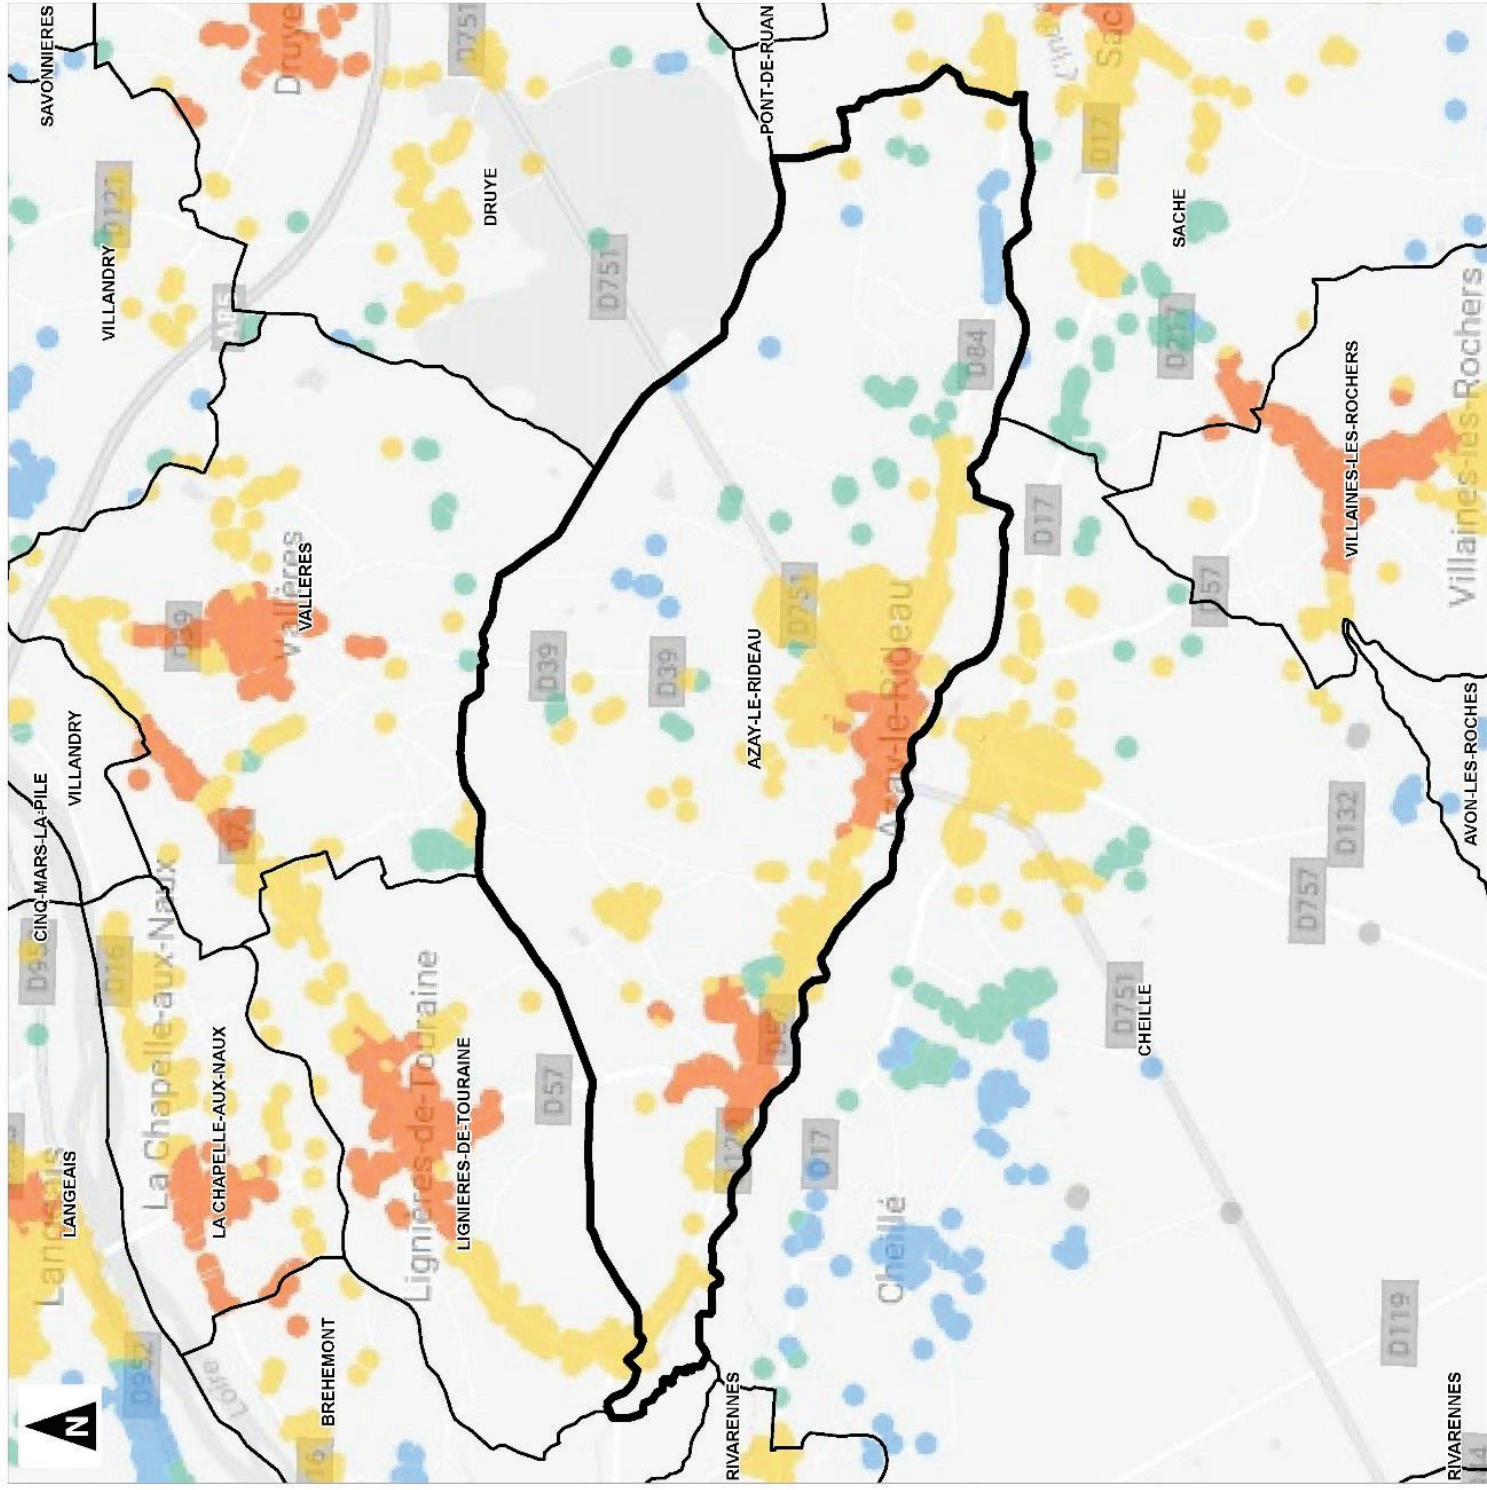 N
SAVONNIERES
CINQ-MARS-LA-PILE
Langeais
LANGEAIS
VILLANDRY
D16
VILLANDRY
D121
D952
La Chapelle-aux-Naux
D39
LA CHAPELLE-AUX-NAUX
Loire
D7
A85
Vallères
VALLERES
Druye
BREHEMONT
Lignières-de-Touraine
LIGNIERES-DE-TOURAINE
D751
DRUYE
D57
D39
D751
D39
RIVARENNES
AZAY-LE-RIDEAU
PONT-DE-RUAN
D57
D751
D17
Cheillé
Azay-le-Rideau
D84
D17
D17
D751
CHEILLE
SACHE
D217
D57
D757
D132
VILLAINES-LES-ROCHERS
D119
RIVARENNES
AVON-LES-ROCHES
Villaines-les-Rochers